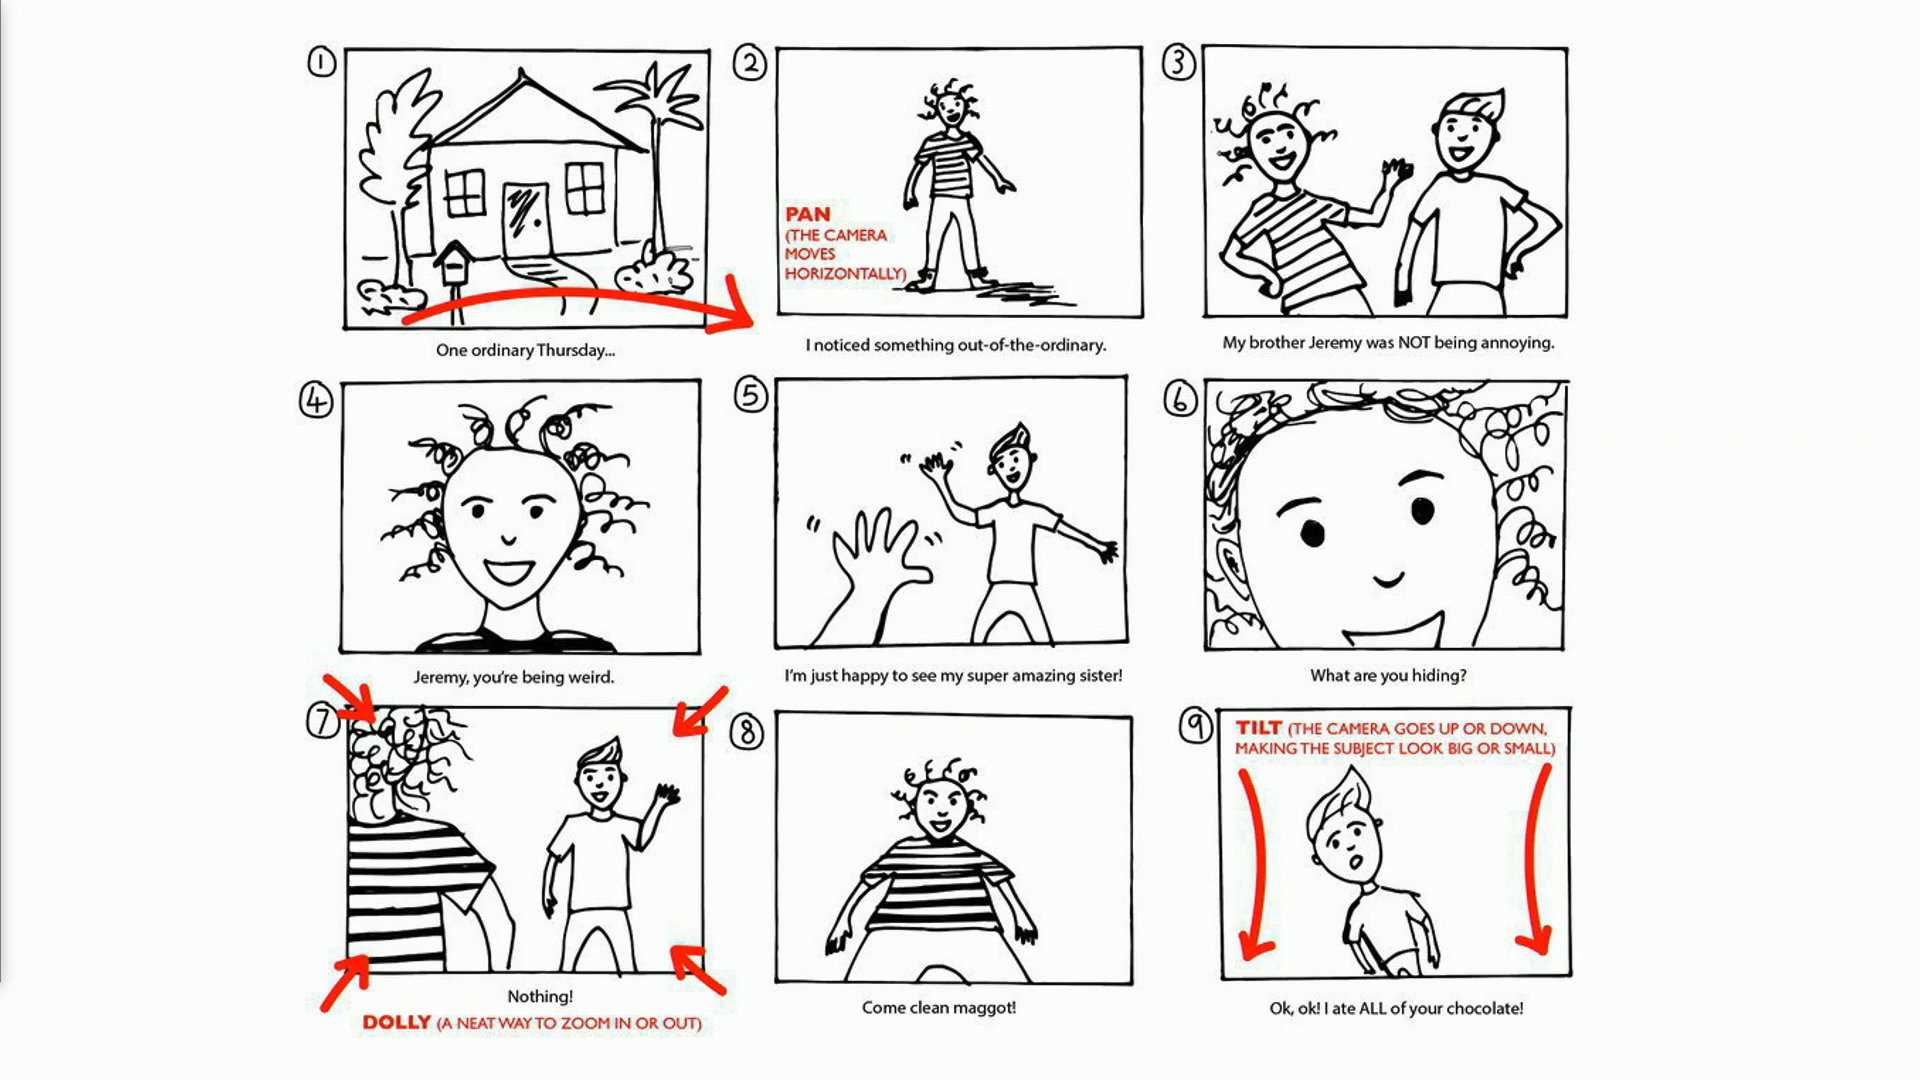 1
One ordinary Thursday...
2
PAN
(THE CAMERA
MOVES
HORIZONTALLY)
I noticed something out-of-the-ordinary.
3
My brother Jeremy was NOT being annoying.
4
Jeremy, you're being weird.
5
I'm just happy to see my super amazing sister!
6
What are you hiding?
7
Nothing!
DOLLY (A NEAT WAY TO ZOOM IN OR OUT)
8
Come clean maggot!
9
TILT (THE CAMERA GOES UP OR DOWN,
MAKING THE SUBJECT LOOK BIG OR SMALL)
Ok, ok! I ate ALL of your chocolate!